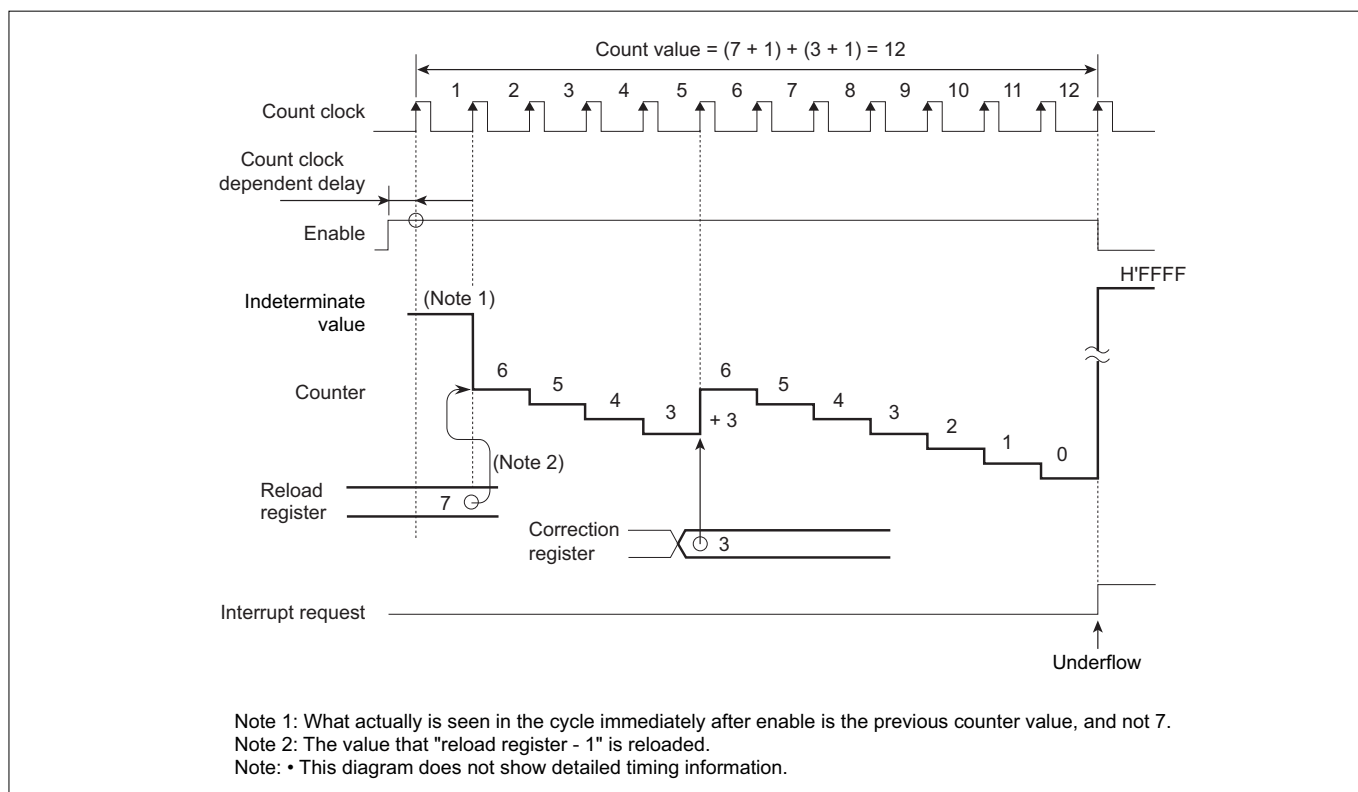 Count value = (7 + 1) + (3 + 1) = 12
1 2 3 4 5 6 7 8 9 10 11 12
Count clock
Count clock
dependent delay
Enable
H'FFFF
Indeterminate
value
(Note 1)
Counter
6 5 4 3 + 3 6 5 4 3 2 1 0
(Note 2)
Reload
register
7
Correction
register
3
Interrupt request
Underflow
Note 1: What actually is seen in the cycle immediately after enable is the previous counter value, and not 7.
Note 2: The value that "reload register - 1" is reloaded.
Note: • This diagram does not show detailed timing information.